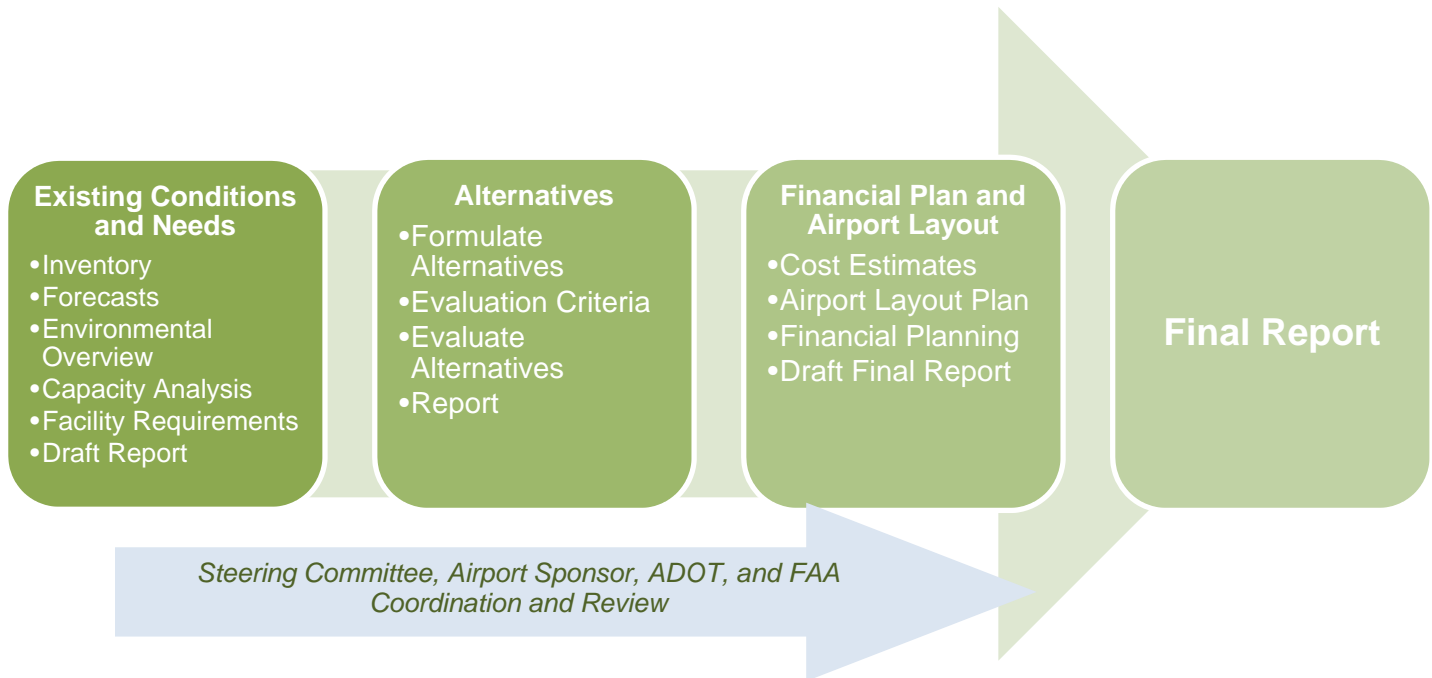 Existing Conditions
and Needs
•Inventory
•Forecasts
•Environmental
Overview
•Capacity Analysis
•Facility Requirements
•Draft Report
Alternatives
•Formulate
Alternatives
•Evaluation Criteria
•Evaluate
Alternatives
•Report
Financial Plan and
Airport Layout
•Cost Estimates
•Airport Layout Plan
•Financial Planning
•Draft Final Report
Final Report
Steering Committee, Airport Sponsor, ADOT, and FAA
Coordination and Review